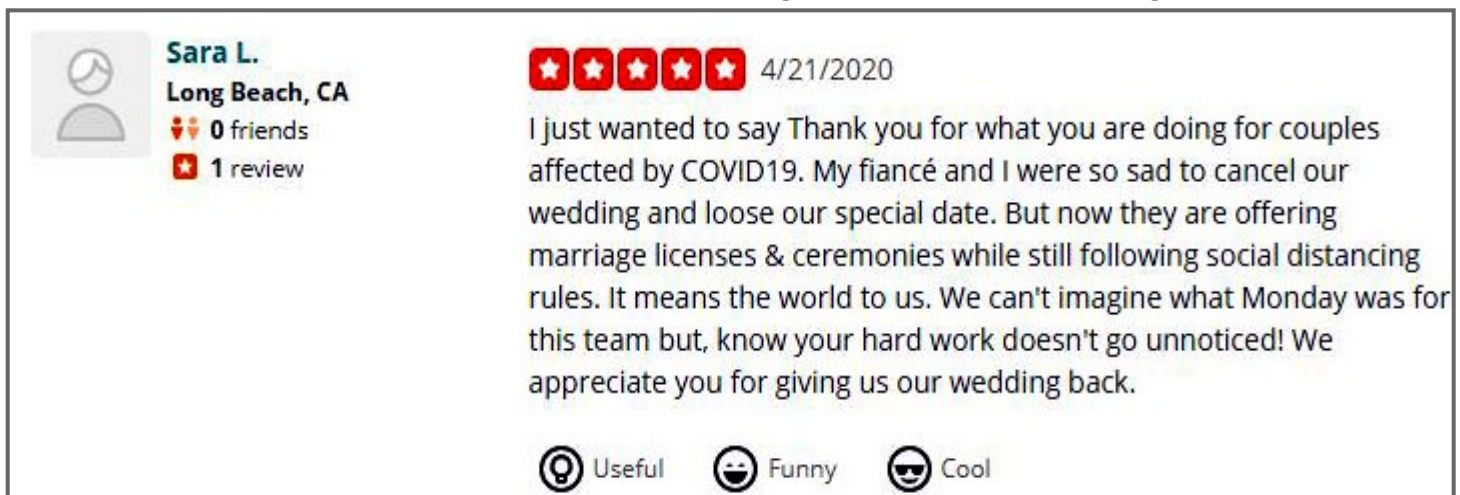 Sara L.
Long Beach, CA
0 friends
1 review
4/21/2020
I just wanted to say Thank you for what you are doing for couples
affected by COVID19. My fiancé and I were so sad to cancel our
wedding and loose our special date. But now they are offering
marriage licenses & ceremonies while still following social distancing
rules. It means the world to us. We can't imagine what Monday was for
this team but, know your hard work doesn't go unnoticed! We
appreciate you for giving us our wedding back.
Useful Funny Cool